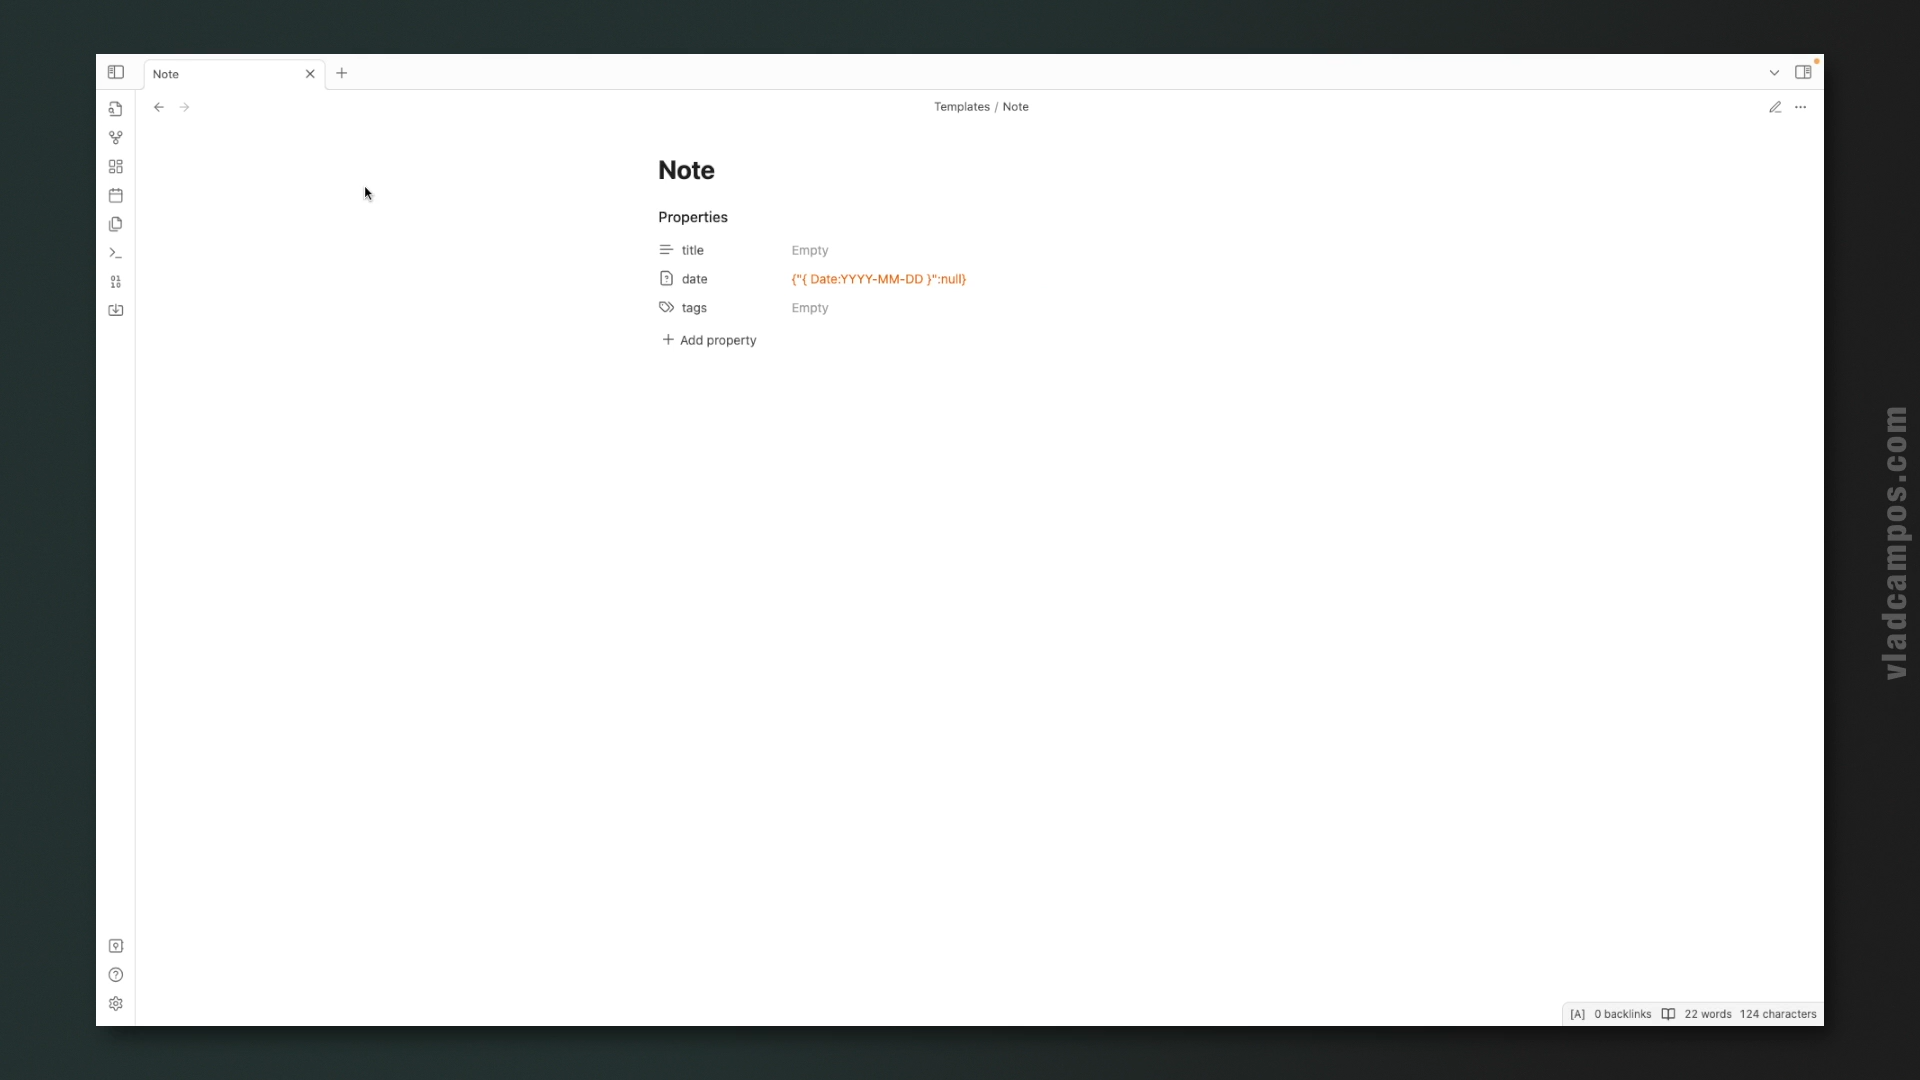 Note
Templates / Note
Note
Properties
title Empty
date {"{ Date:YYYY-MM-DD }":null}
tags Empty
Add property
[A] 0 backlinks 22 words 124 characters
vladcampos.com